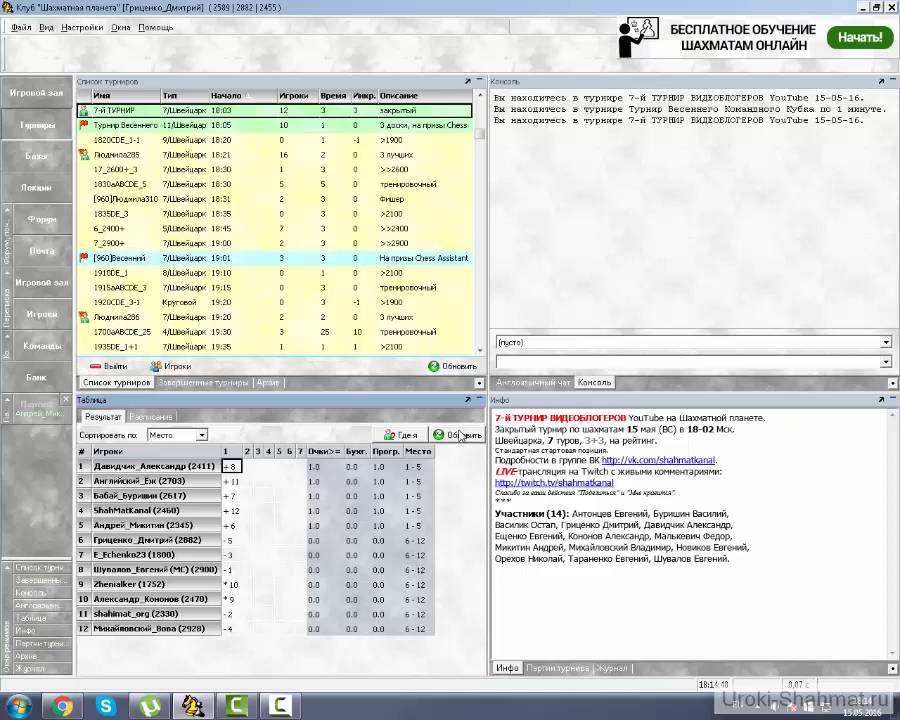 Клуб "Шахматная планета" [Гриценко_Дмитрий] ( 2589 | 2882 | 2455 )
Файл Вид Настройки Окна Помощь
БЕСПЛАТНОЕ ОБУЧЕНИЕ
ШАХМАТАМ ОНЛАЙН
Начать!
Игровой зал
Турниры
Базы
Лекции
Форум
Почта
Игровой зал
Игроки
Команды
Банк
Список турниров
Имя Тип Начало Игроки Время Инкр. Описание
7-й ТУРНИР 7/Швейцарк 18:03 12 3 3 закрытый
Турнир Весеннего 11/Швейцар 18:05 10 1 0 3 доски, на призы Chess
1820CDE_1-1 9/Швейцарк 18:20 0 1 -1 >1900
Людмила285 7/Швейцарк 18:21 16 2 0 3 лучших
17_2600+_3 7/Швейцарк 18:30 1 3 0 >>2600
1830аABCDE_5 7/Швейцарк 18:30 5 5 0 тренировочный
[960]Людмила310 7/Швейцарк 18:31 2 3 0 Фишер
1835DE_3 7/Швейцарк 18:35 0 3 0 >2100
6_2400+ 5/Швейцарк 18:45 7 3 0 >>2400
7_2900+ 7/Швейцарк 19:00 2 3 0 >>2900
[960]Весенний 7/Швейцарк 19:01 3 3 0 На призы Chess Assistant
1910DE_1 8/Швейцарк 19:10 0 1 0 >2100
1915аABCDE_3 7/Швейцарк 19:15 0 3 0 тренировочный
1920CDE_3-1 Круговой 19:20 0 3 -1 >1900
Людмила286 7/Швейцарк 19:21 0 2 0 3 лучших
1700аABCDE_25 4/Швейцарк 19:30 3 25 10 тренировочный
1935DE_1+1 7/Швейцарк 19:35 1 1 1 >2100
Выйти Игроки Обновить
Список турниров Завершенные турниры Архив
Консоль
Вы находитесь в турнире 7-й ТУРНИР ВИДЕОБЛОГЕРОВ YouTube 15-05-16.
Вы находитесь в турнире Турнир Весеннего Командного Кубка по 1 минуте.
Вы находитесь в турнире 7-й ТУРНИР ВИДЕОБЛОГЕРОВ YouTube 15-05-16.
(пусто)
Англоязычный чат Консоль
Таблица
Результат Расписание
Сортировать по: Место Где я Обновить
# Игроки 1 2 3 4 5 6 7 Очки>= Бухг. Прогр. Место
1 Давидчик_Александр (2411) + 8 1.0 0.0 1.0 1 - 5
2 Английский_Ёж (2703) + 11 1.0 0.0 1.0 1 - 5
3 Бабай_Буришин (2617) + 7 1.0 0.0 1.0 1 - 5
4 ShahMatKanal (2460) + 12 1.0 0.0 1.0 1 - 5
5 Андрей_Микитин (2345) + 6 1.0 0.0 1.0 1 - 5
6 Гриценко_Дмитрий (2882) - 5 0.0 0.0 0.0 6 - 12
7 E_Echenko23 (1800) - 3 0.0 0.0 0.0 6 - 12
8 Шувалов_Евгений (МС) (2900) - 1 0.0 0.0 0.0 6 - 12
9 Zhenialker (1752) * 10 0.0 0.0 0.0 6 - 12
10 Александр_Кононов (2470) * 9 0.0 0.0 0.0 6 - 12
11 shahimat_org (2330) - 2 0.0 0.0 0.0 6 - 12
12 Михайловский_Вова (2928) - 4 0.0 0.0 0.0 6 - 12
Инфо
7-й ТУРНИР ВИДЕОБЛОГЕРОВ YouTube на Шахматной планете.
Закрытый турнир по шахматам 15 мая (ВС) в 18-02 Мск.
Швейцарка, 7 туров, 3+3, на рейтинг.
Стандартная стартовая позиция.
Подробности в группе ВК http://vk.com/shahmatkanal.
LIVE-трансляция на Twitch с живыми комментариями:
http://twitch.tv/shahmatkanal
Спасибо за ваши действия "Поделиться" и "Мне нравится".
***
Участники (14): Антонцев Евгений, Буришин Василий,
Василик Остап, Гриценко Дмитрий, Давидчик Александр,
Ещенко Евгений, Кононов Александр, Малькевич Федор,
Микитин Андрей, Михайловский Владимир, Новиков Евгений,
Орехов Николай, Тараненко Евгений, Шувалов Евгений.
Инфо Партии турнира Журнал
Список турни..
Завершенны..
Консоль
Англоязычн..
Таблица
Инфо
Партии турни..
Архив
Журнал
18:14:40 0,07 с
Uroki-Shahmat.ru
15.05.2016